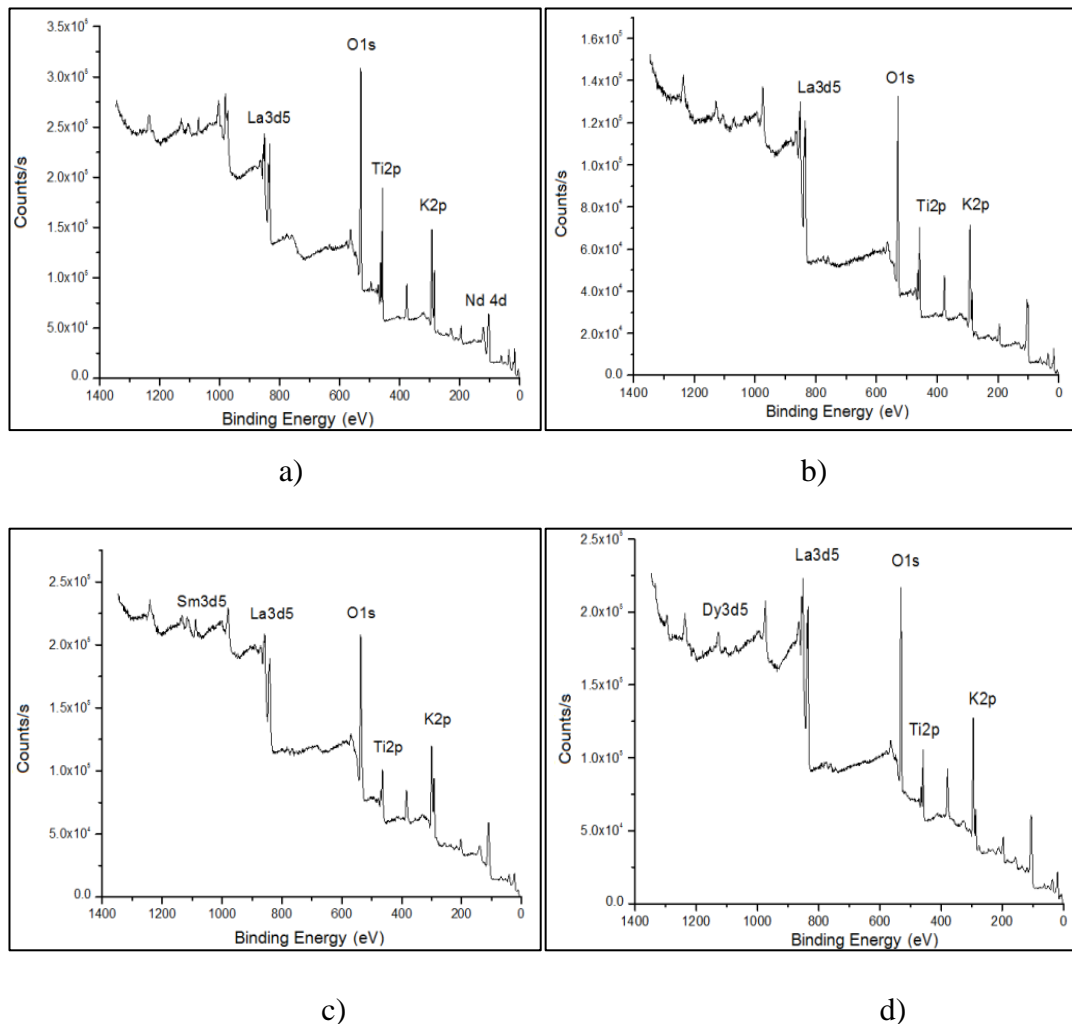 3.5x10⁵
3.0x10⁵
2.5x10⁵
2.0x10⁵
1.5x10⁵
1.0x10⁵
5.0x10⁴
0.0
Counts/s
O1s
La3d5
Ti2p
K2p
Nd 4d
1400 1200 1000 800 600 400 200 0
Binding Energy (eV)
a)
1.6x10⁵
1.4x10⁵
1.2x10⁵
1.0x10⁵
8.0x10⁴
6.0x10⁴
4.0x10⁴
2.0x10⁴
0.0
Counts/s
La3d5
O1s
Ti2p
K2p
1400 1200 1000 800 600 400 200 0
Binding Energy (eV)
b)
2.5x10⁵
2.0x10⁵
1.5x10⁵
1.0x10⁵
5.0x10⁴
0.0
Counts/s
Sm3d5
La3d5
O1s
Ti2p
K2p
1400 1200 1000 800 600 400 200 0
Binding Energy (eV)
c)
2.5x10⁵
2.0x10⁵
1.5x10⁵
1.0x10⁵
5.0x10⁴
0.0
Counts/s
La3d5
O1s
Dy3d5
K2p
Ti2p
1400 1200 1000 800 600 400 200 0
Binding Energy (eV)
d)